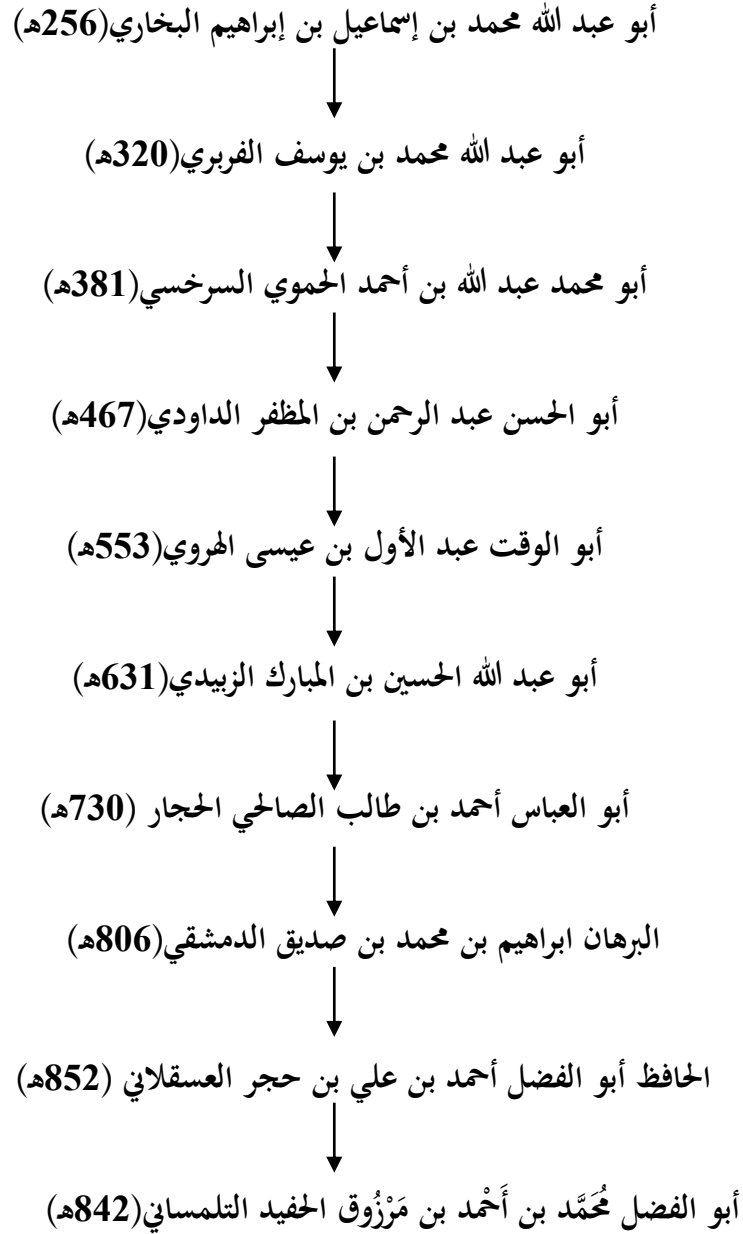 أبو عبد الله محمد بن إسماعيل بن إبراهيم البخاري(256هـ)
أبو عبد الله محمد بن يوسف الفربري(320هـ)
أبو محمد عبد الله بن أحمد الحموي السرخسي(381هـ)
أبو الحسن عبد الرحمن بن المظفر الداودي(467هـ)
أبو الوقت عبد الأول بن عيسى الهروي(553هـ)
أبو عبد الله الحسين بن المبارك الزبيدي(631هـ)
أبو العباس أحمد بن طالب الصالحي الحجار (730هـ)
البرهان ابراهيم بن محمد بن صديق الدمشقي(806هـ)
الحافظ أبو الفضل أحمد بن علي بن حجر العسقلاني (852هـ)
أبو الفضل مُحَمَّد بن أَحْمد بن مَرْزُوق الحفيد التلمساني(842هـ)